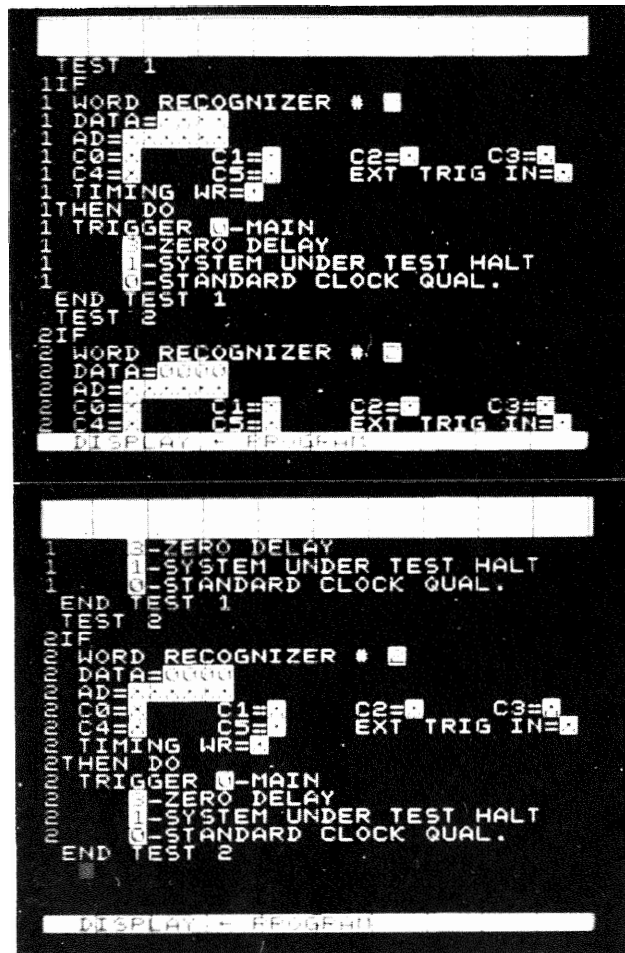 TEST 1
1IF
1 WORD RECOGNIZER #
1 DATA=....
1 AD=......
1 C0=. C1=. C2=. C3=.
1 C4=. C5=. EXT TRIG IN=.
1 TIMING WR=.
1THEN DO
1 TRIGGER 0-MAIN
1 3-ZERO DELAY
1 1-SYSTEM UNDER TEST HALT
1 0-STANDARD CLOCK QUAL.
END TEST 1
TEST 2
2IF
2 WORD RECOGNIZER #
2 DATA=0000
2 AD=......
2 C0=. C1=. C2=. C3=.
2 C4=. C5=. EXT TRIG IN=.
DISPLAY ← PROGRAM
1 3-ZERO DELAY
1 1-SYSTEM UNDER TEST HALT
1 0-STANDARD CLOCK QUAL.
END TEST 1
TEST 2
2IF
2 WORD RECOGNIZER #
2 DATA=0000
2 AD=......
2 C0=. C1=. C2=. C3=.
2 C4=. C5=. EXT TRIG IN=.
2 TIMING WR=.
2THEN DO
2 TRIGGER 0-MAIN
2 3-ZERO DELAY
2 1-SYSTEM UNDER TEST HALT
2 0-STANDARD CLOCK QUAL.
END TEST 2
DISPLAY ← PROGRAM